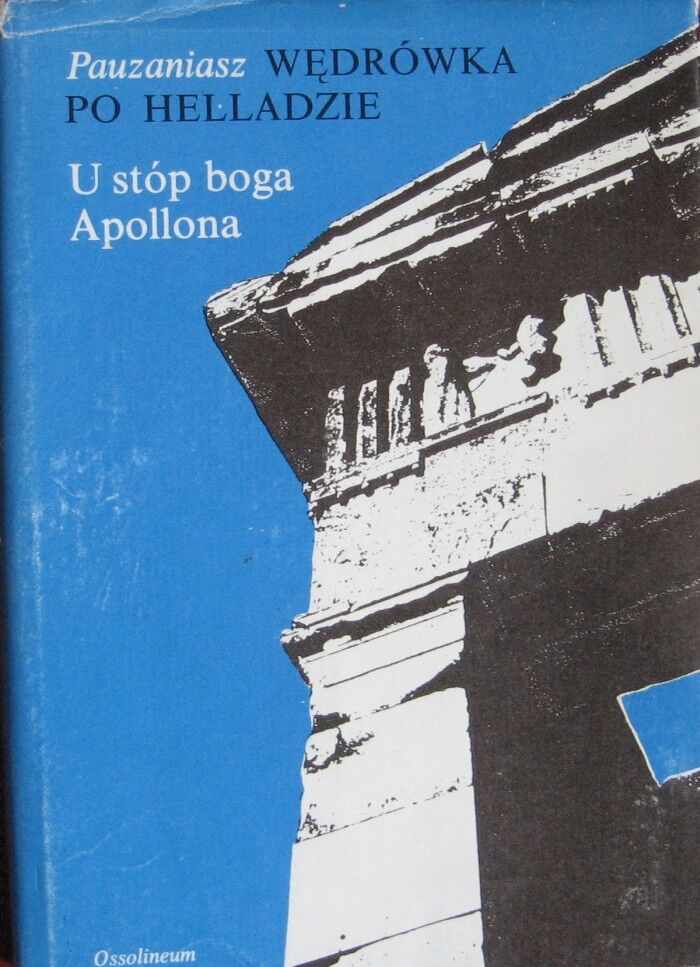 Pauzaniasz WĘDRÓWKA
PO HELLADZIE
U stóp boga
Apollona
Ossolineum